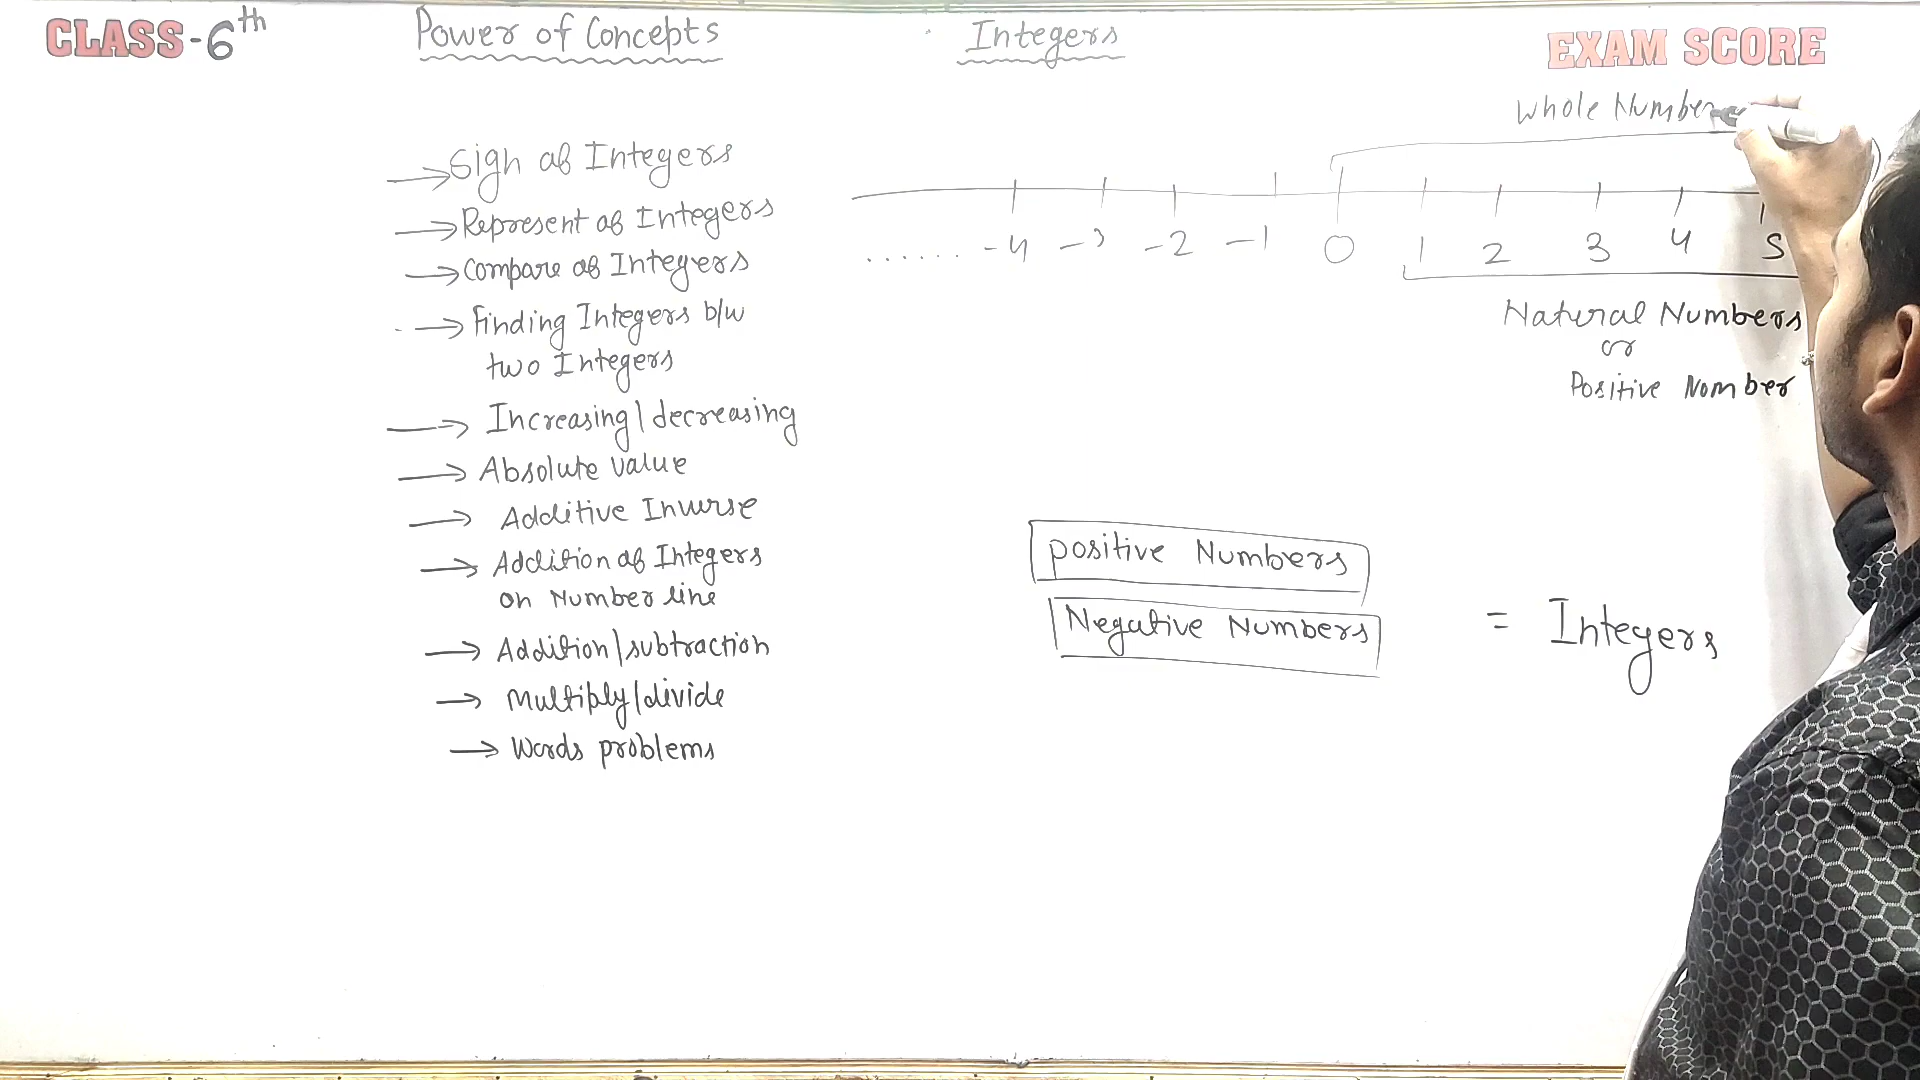 CLASS-6th
Power of Concepts
Integers
EXAM SCORE
→ Sign of Integers
→ Represent of Integers
→ Compare of Integers
→ Finding Integers b/w
two Integers
→ Increasing/decreasing
→ Absolute value
→ Additive Inverse
→ Addition of Integers
on Number line
→ Addition/subtraction
→ Multiply/divide
→ Words problems
Whole Number
....... -4 -3 -2 -1 0 1 2 3 4 5
Natural Numbers
or
Positive Number
positive Numbers
Negative Numbers
= Integers